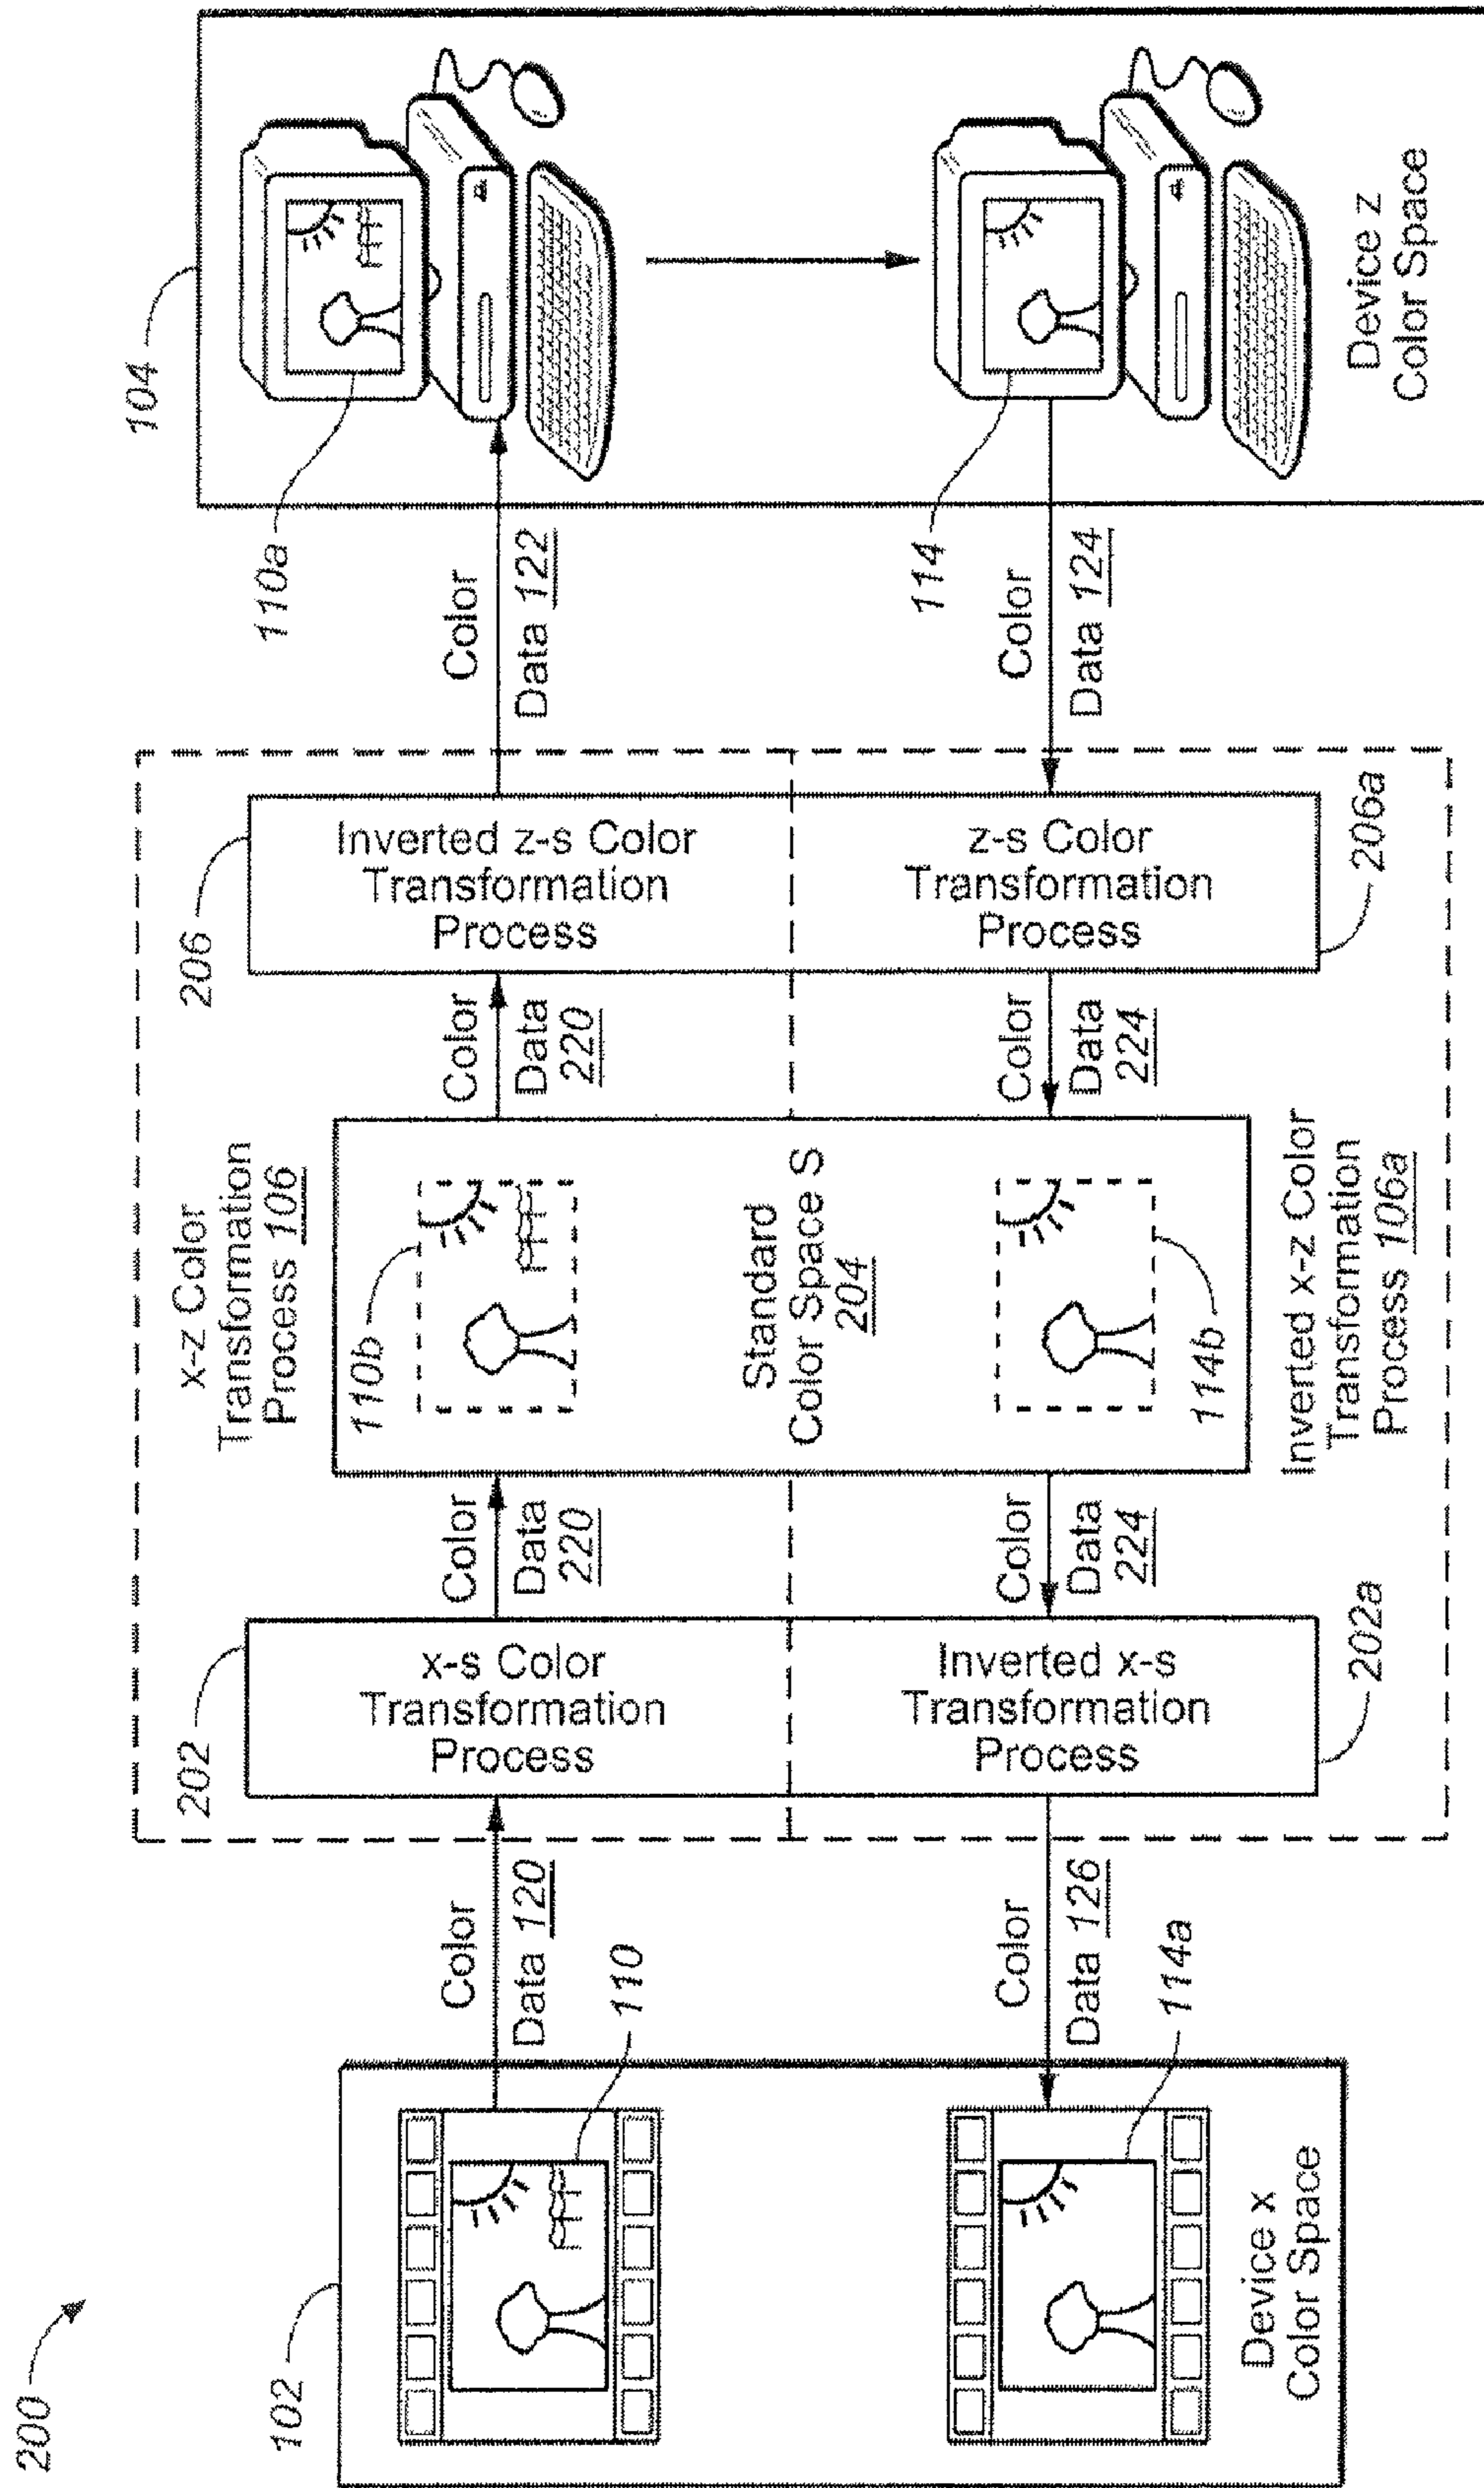 200
102
Device x
Color Space
110
114a
Color
Data 120
Color
Data 126
x-z Color
Transformation
Process 106
202
x-s Color
Transformation
Process
Inverted x-s
Transformation
Process
202a
Color
Data
220
Color
Data
224
110b
Standard
Color Space S
204
114b
Color
Data
220
Color
Data
224
206
Inverted z-s Color
Transformation
Process
z-s Color
Transformation
Process
206a
Inverted x-z Color
Transformation
Process 106a
Color
Data 122
Color
Data 124
110a
114
104
Device z
Color Space